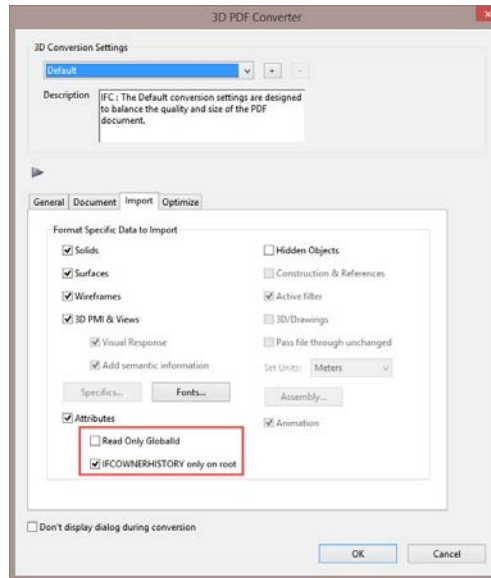 3D PDF Converter
3D Conversion Settings
Default
+
-
Description
IFC : The Default conversion settings are designed
to balance the quality and size of the PDF
document.
General
Document
Import
Optimize
Format Specific Data to Import
Solids
Surfaces
Wireframes
3D PMI & Views
Visual Response
Add semantic information
Specifics...
Fonts...
Attributes
Read Only GlobalId
IFCOWNERHISTORY only on root
Hidden Objects
Construction & References
Active filter
3D/Drawings
Pass file through unchanged
Set Units:
Meters
Assembly...
Animation
Don't display dialog during conversion
OK
Cancel